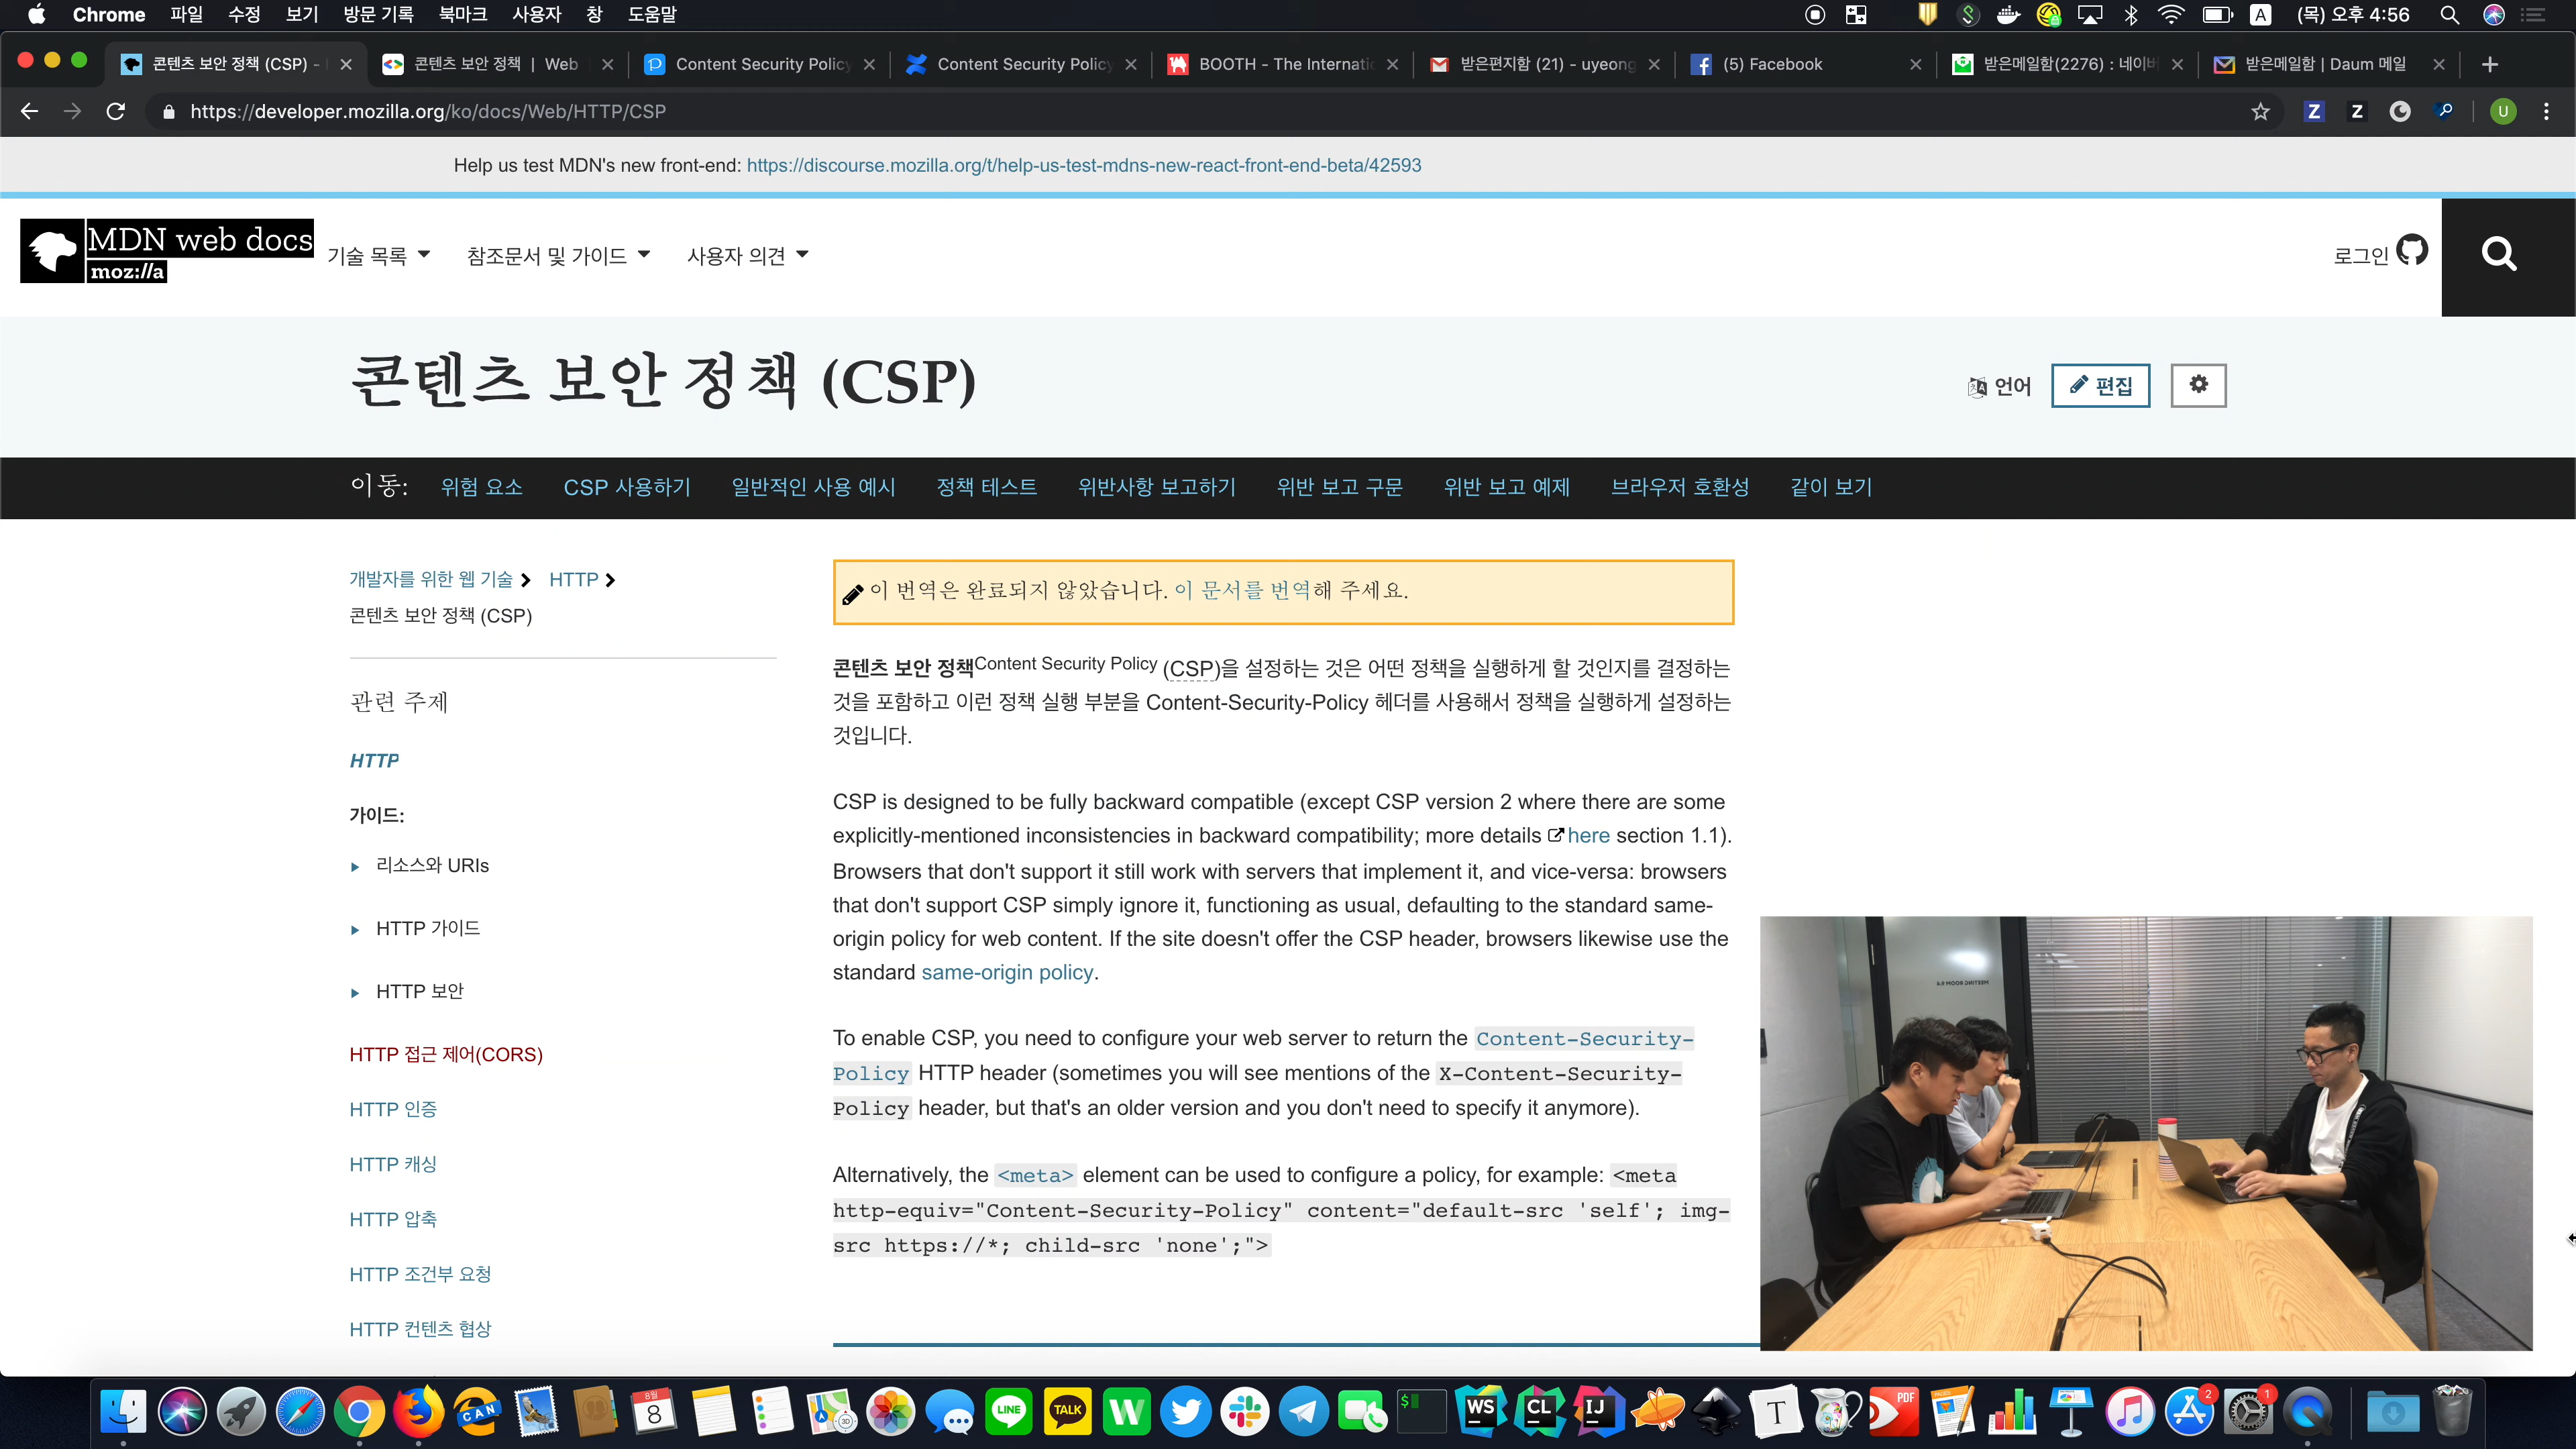 Chrome 파일 수정 보기 방문 기록 북마크 사용자 창 도움말 A (목) 오후 4:56
콘텐츠 보안 정책 (CSP) - 콘텐츠 보안 정책 | Web Content Security Policy Content Security Policy BOOTH - The Internatic 받은편지함 (21) - uyeong (5) Facebook 받은메일함(2276) : 네이버 받은메일함 | Daum 메일
https://developer.mozilla.org/ko/docs/Web/HTTP/CSP Z Z U
Help us test MDN's new front-end: https://discourse.mozilla.org/t/help-us-test-mdns-new-react-front-end-beta/42593
MDN web docs
moz://a
기술 목록 참조문서 및 가이드 사용자 의견 로그인
콘텐츠 보안 정책 (CSP)
언어 편집
이동: 위험 요소 CSP 사용하기 일반적인 사용 예시 정책 테스트 위반사항 보고하기 위반 보고 구문 위반 보고 예제 브라우저 호환성 같이 보기
개발자를 위한 웹 기술 HTTP
콘텐츠 보안 정책 (CSP)
관련 주제
HTTP
가이드:
리소스와 URIs
HTTP 가이드
HTTP 보안
HTTP 접근 제어(CORS)
HTTP 인증
HTTP 캐싱
HTTP 압축
HTTP 조건부 요청
HTTP 컨텐츠 협상
이 번역은 완료되지 않았습니다. 이 문서를 번역해 주세요.
콘텐츠 보안 정책Content Security Policy (CSP)을 설정하는 것은 어떤 정책을 실행하게 할 것인지를 결정하는
것을 포함하고 이런 정책 실행 부분을 Content-Security-Policy 헤더를 사용해서 정책을 실행하게 설정하는
것입니다.
CSP is designed to be fully backward compatible (except CSP version 2 where there are some
explicitly-mentioned inconsistencies in backward compatibility; more details here section 1.1).
Browsers that don't support it still work with servers that implement it, and vice-versa: browsers
that don't support CSP simply ignore it, functioning as usual, defaulting to the standard same-
origin policy for web content. If the site doesn't offer the CSP header, browsers likewise use the
standard same-origin policy.
To enable CSP, you need to configure your web server to return the Content-Security-
Policy HTTP header (sometimes you will see mentions of the X-Content-Security-
Policy header, but that's an older version and you don't need to specify it anymore).
Alternatively, the <meta> element can be used to configure a policy, for example: <meta
http-equiv="Content-Security-Policy" content="default-src 'self'; img-
src https://*; child-src 'none';">
MEETING ROOM
CAN 8월 8 3D LINE TALK W $ WS CL IJ T PDF PAGES 2 1